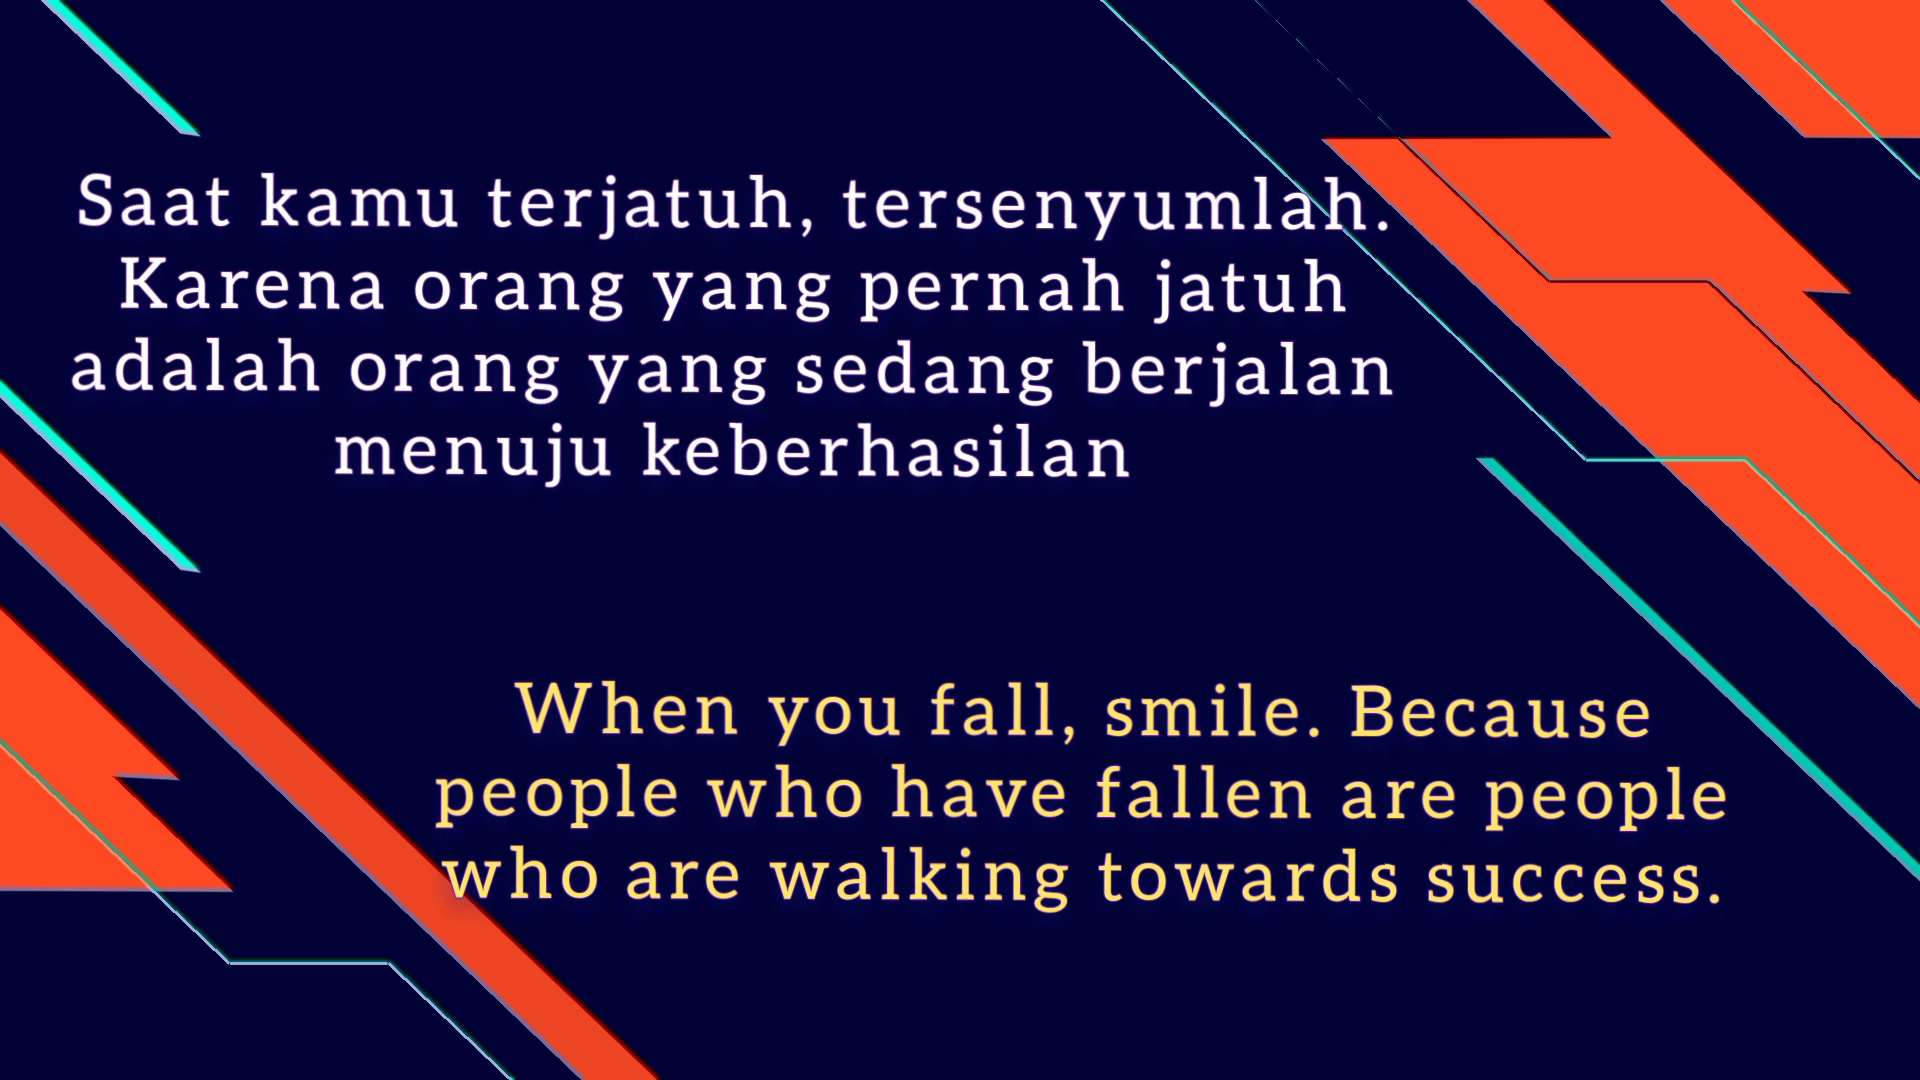 Saat kamu terjatuh, tersenyumlah.
Karena orang yang pernah jatuh
adalah orang yang sedang berjalan
menuju keberhasilan
When you fall, smile. Because
people who have fallen are people
who are walking towards success.